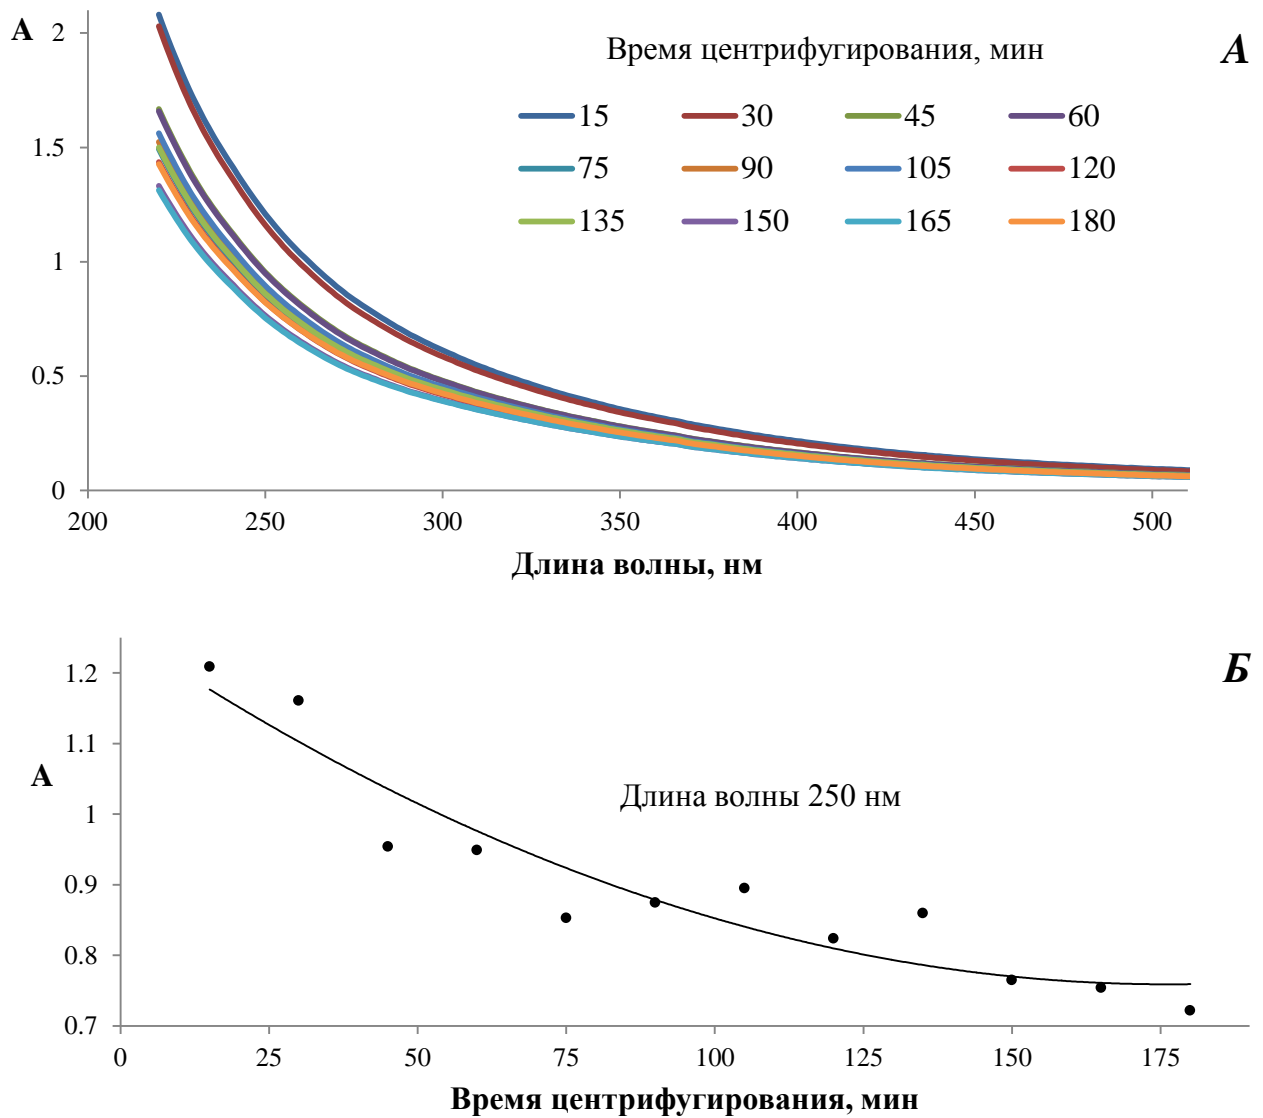 А 2 Время центрифугирования, мин А
15 30 45 60
1.5
75 90 105 120
135 150 165 180
1
0.5
0
200 250 300 350 400 450 500
Длина волны, нм
1.2 Б
1.1
А
Длина волны 250 нм
1
0.9
0.8
0.7
0 25 50 75 100 125 150 175
Время центрифугирования, мин